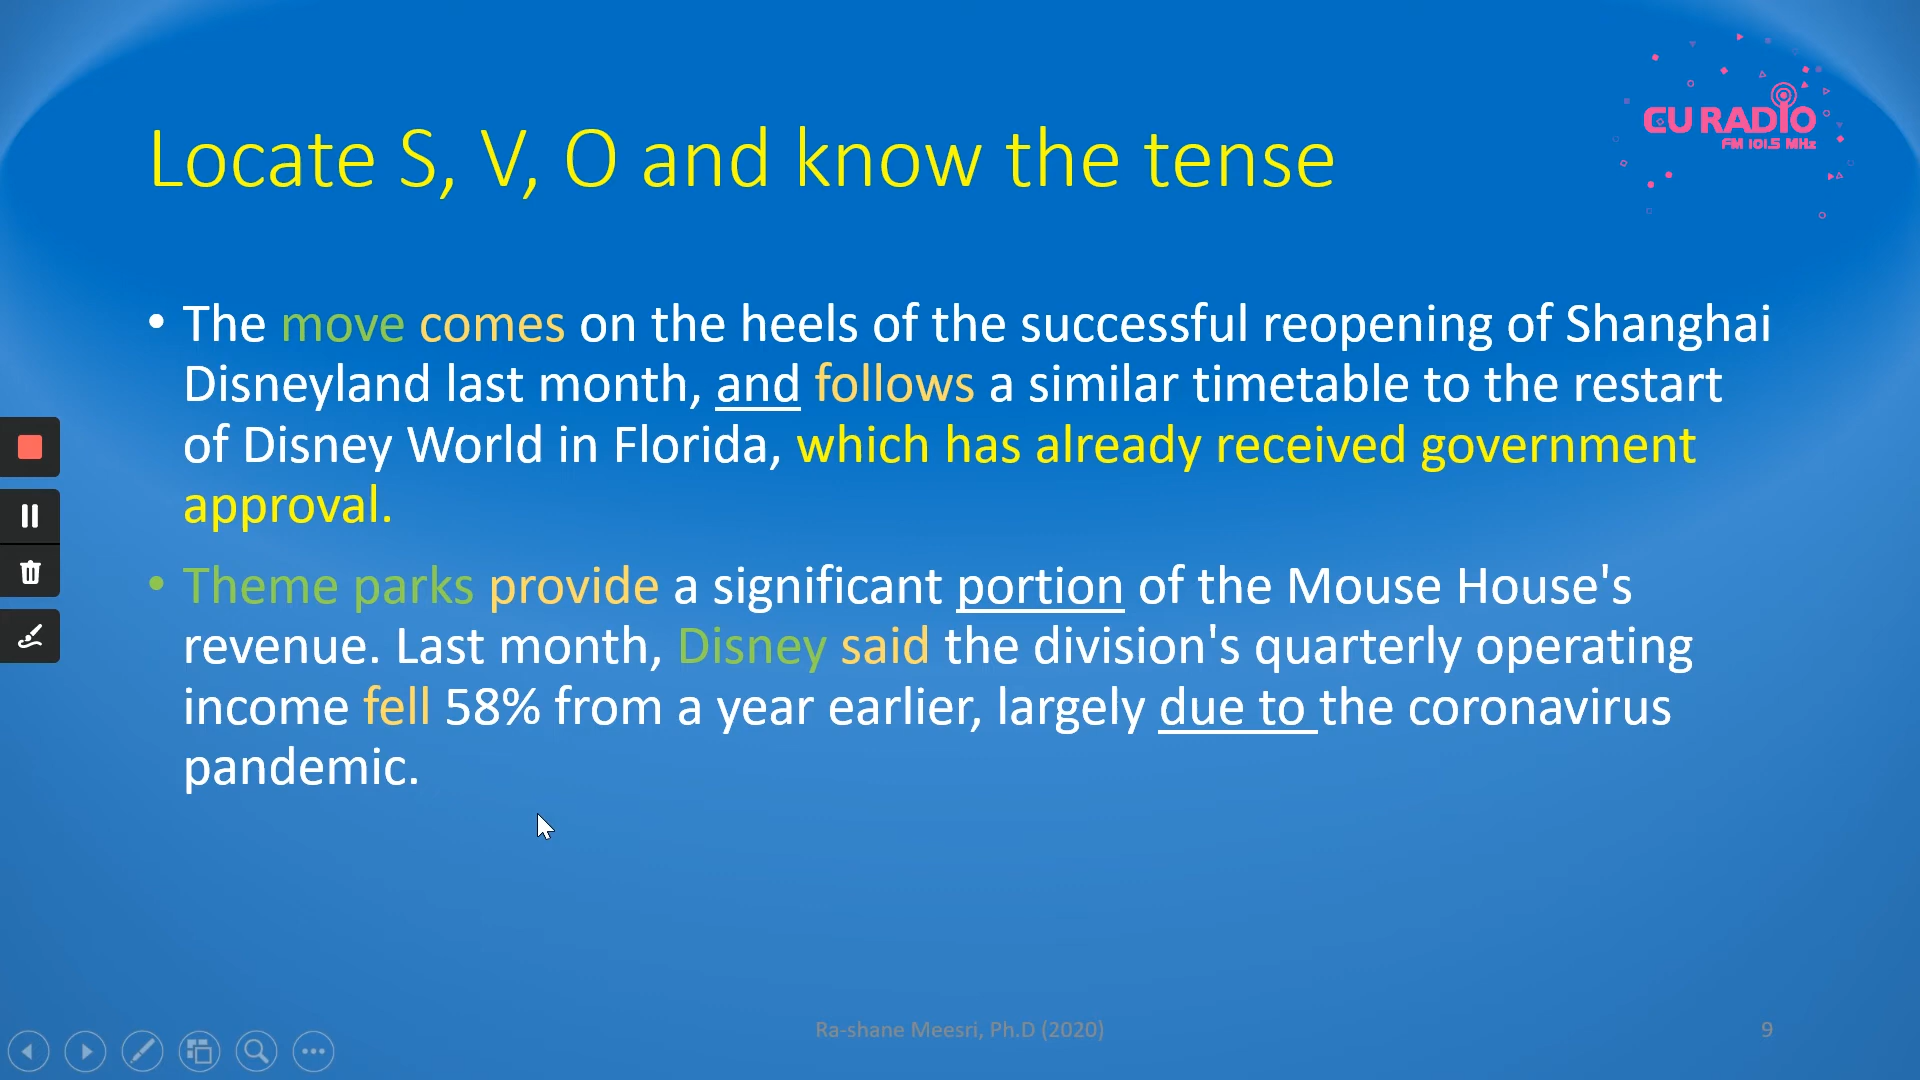 CU RADIO
FM 101.5 MHz
Locate S, V, O and know the tense
• The move comes on the heels of the successful reopening of Shanghai
Disneyland last month, and follows a similar timetable to the restart
of Disney World in Florida, which has already received government
approval.
• Theme parks provide a significant portion of the Mouse House's
revenue. Last month, Disney said the division's quarterly operating
income fell 58% from a year earlier, largely due to the coronavirus
pandemic.
Ra-shane Meesri, Ph.D (2020)
9